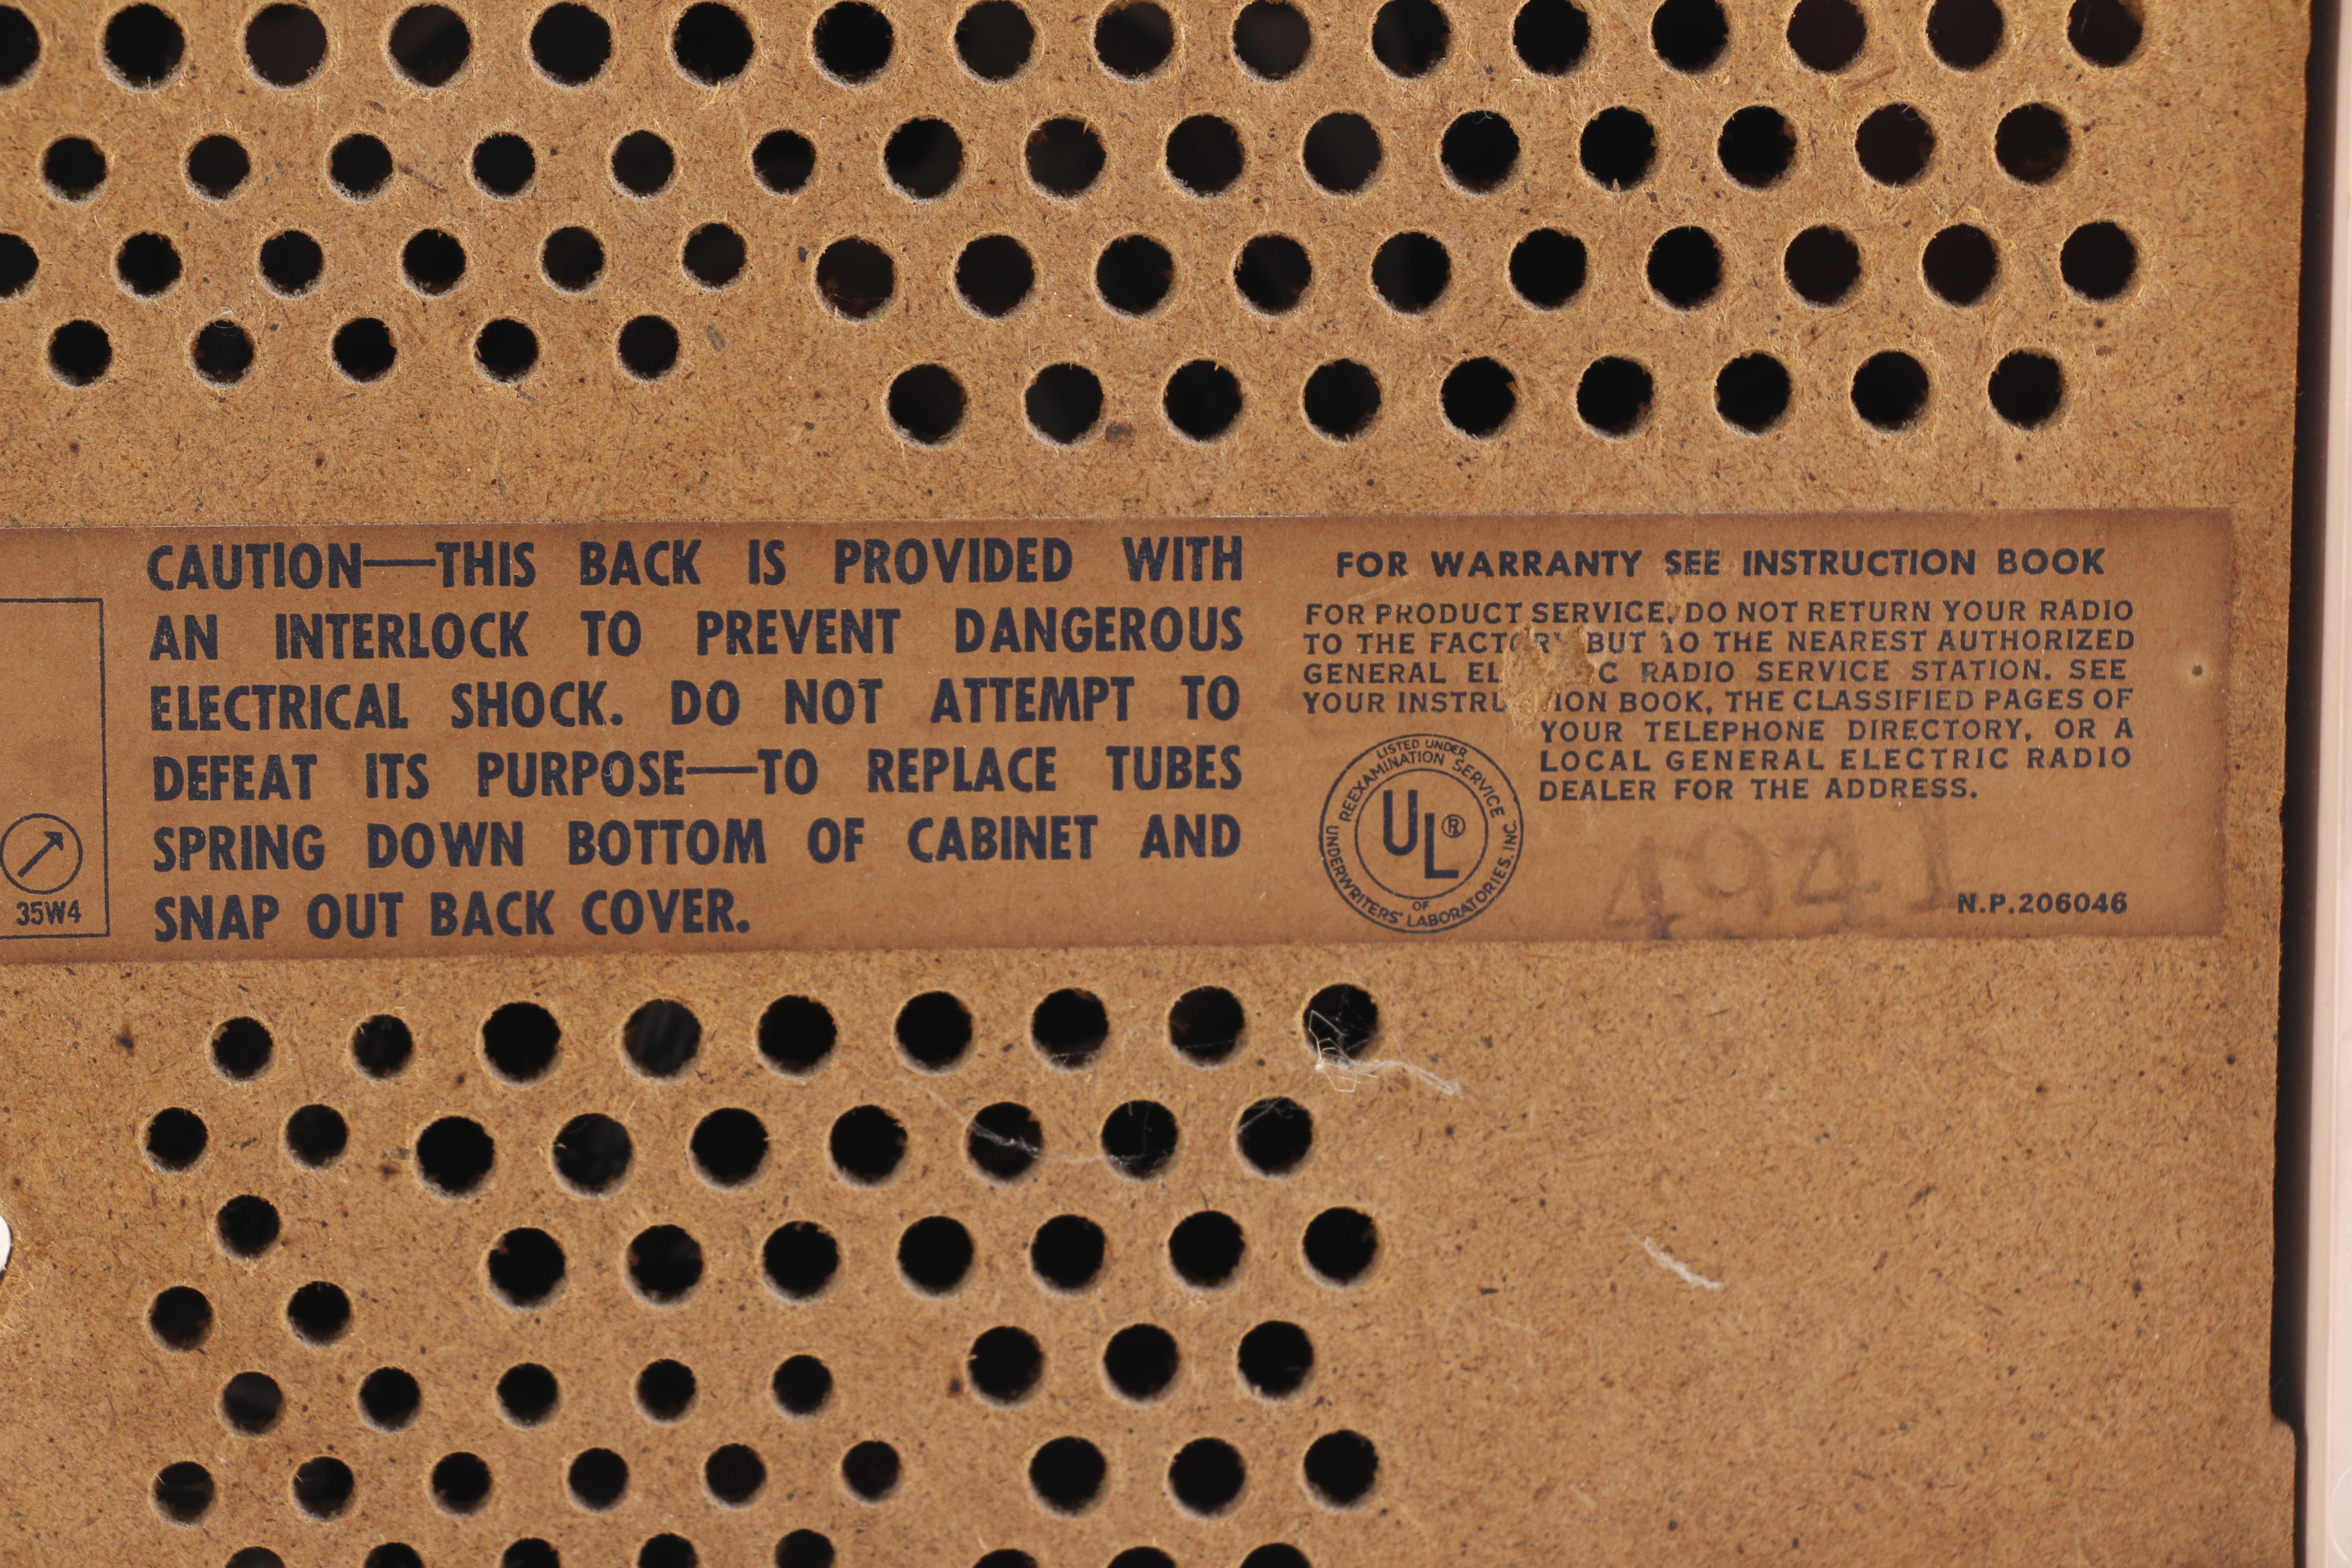 CAUTION—THIS BACK IS PROVIDED WITH
AN INTERLOCK TO PREVENT DANGEROUS
ELECTRICAL SHOCK. DO NOT ATTEMPT TO
DEFEAT ITS PURPOSE—TO REPLACE TUBES
SPRING DOWN BOTTOM OF CABINET AND
SNAP OUT BACK COVER.
35W4
FOR WARRANTY SEE INSTRUCTION BOOK
FOR PRODUCT SERVICE, DO NOT RETURN YOUR RADIO
TO THE FACTORY BUT TO THE NEAREST AUTHORIZED
GENERAL RADIO SERVICE STATION. SEE
YOUR BOOK, THE CLASSIFIED PAGES OF
YOUR TELEPHONE DIRECTORY, OR A
LOCAL GENERAL ELECTRIC RADIO
DEALER FOR THE ADDRESS.
LISTED UNDER
REEXAMINATION SERVICE
UL®
OF
UNDERWRITERS' LABORATORIES, INC.
4941
N.P.206046